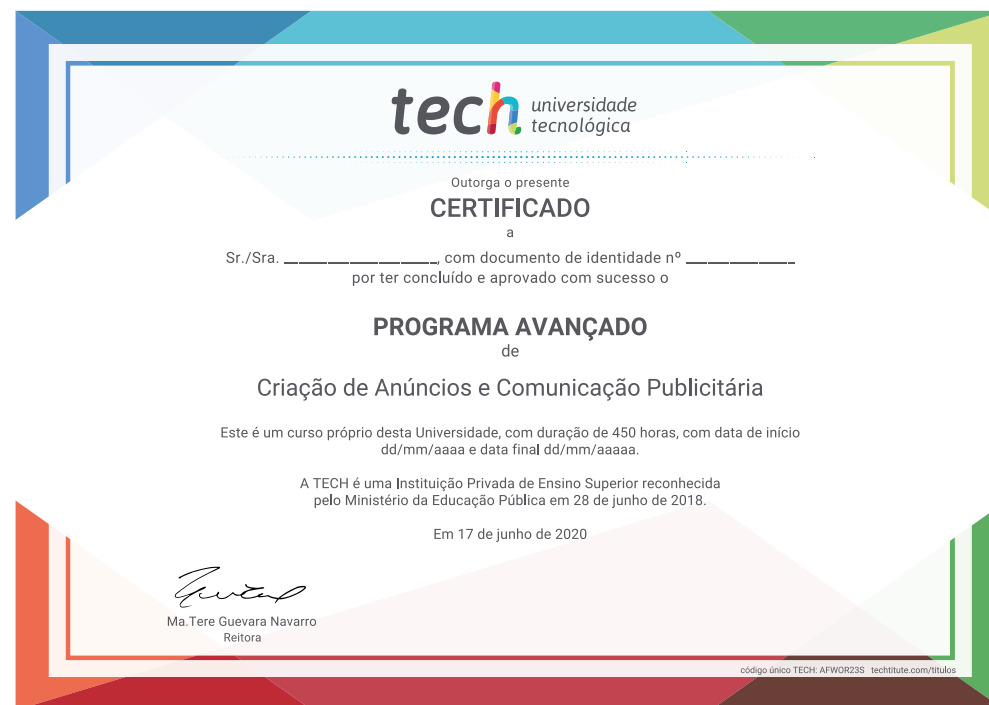 tech universidade
tecnológica
Outorga o presente
CERTIFICADO
a
Sr./Sra. ____________________, com documento de identidade nº _______________
por ter concluído e aprovado com sucesso o
PROGRAMA AVANÇADO
de
Criação de Anúncios e Comunicação Publicitária
Este é um curso próprio desta Universidade, com duração de 450 horas, com data de início
dd/mm/aaaa e data final dd/mm/aaaaa.
A TECH é uma Instituição Privada de Ensino Superior reconhecida
pelo Ministério da Educação Pública em 28 de junho de 2018.
Em 17 de junho de 2020
Ma.Tere Guevara Navarro
Reitora
código único TECH: AFWOR23S techtitute.com/titulos